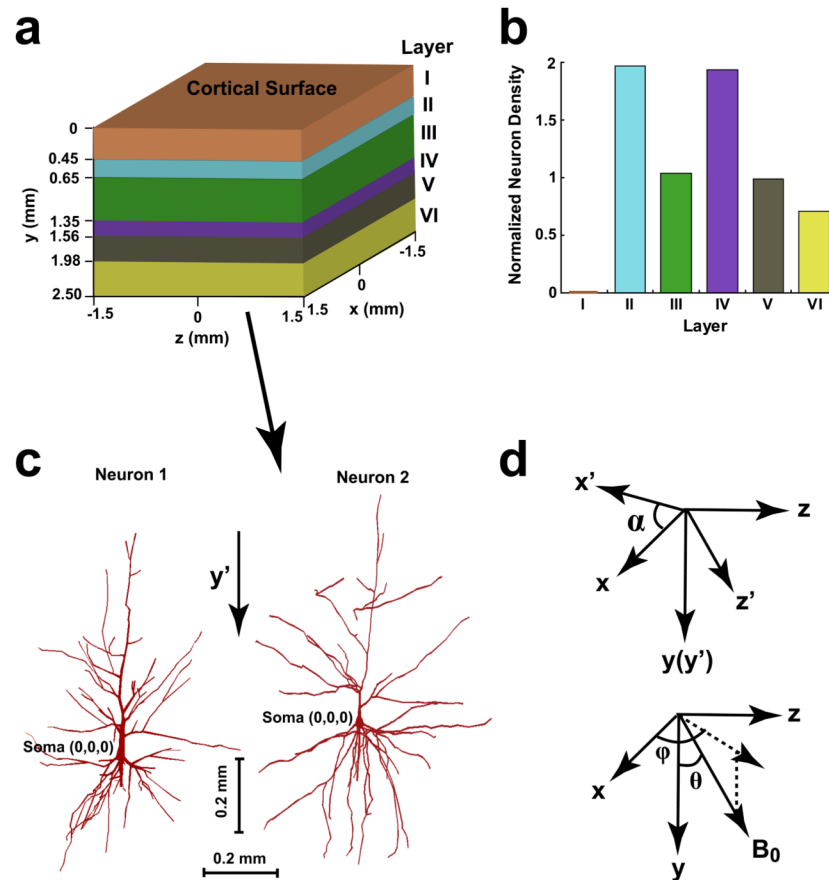 a
Layer
Cortical Surface
I
II
III
IV
V
VI
0
0.45
0.65
1.35
1.56
1.98
2.50
y (mm)
-1.5
0
1.5
z (mm)
1.5
0
-1.5
x (mm)
b
Normalized Neuron Density
2
1.5
1
0.5
0
I II III IV V VI
Layer
c
Neuron 1
Neuron 2
y’
Soma (0,0,0)
Soma (0,0,0)
0.2 mm
0.2 mm
d
x’
α
z
x
z’
y(y’)
z
φ
θ
x
B0
y